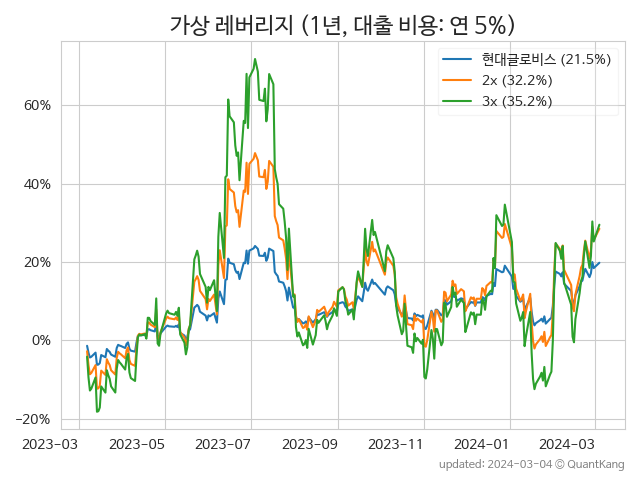 가상 레버리지 (1년, 대출 비용: 연 5%)
현대글로비스 (21.5%)
2x (32.2%)
3x (35.2%)
60%
40%
20%
0%
−20%
2023−03 2023−05 2023−07 2023−09 2023−11 2024−01 2024−03
updated: 2024-03-04 © QuantKang